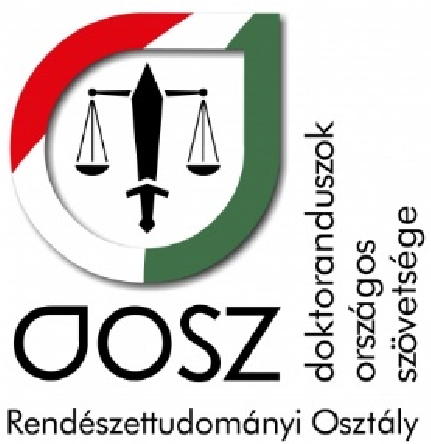 DOSZ
doktoranduszok
országos
szövetsége
Rendészettudományi Osztály